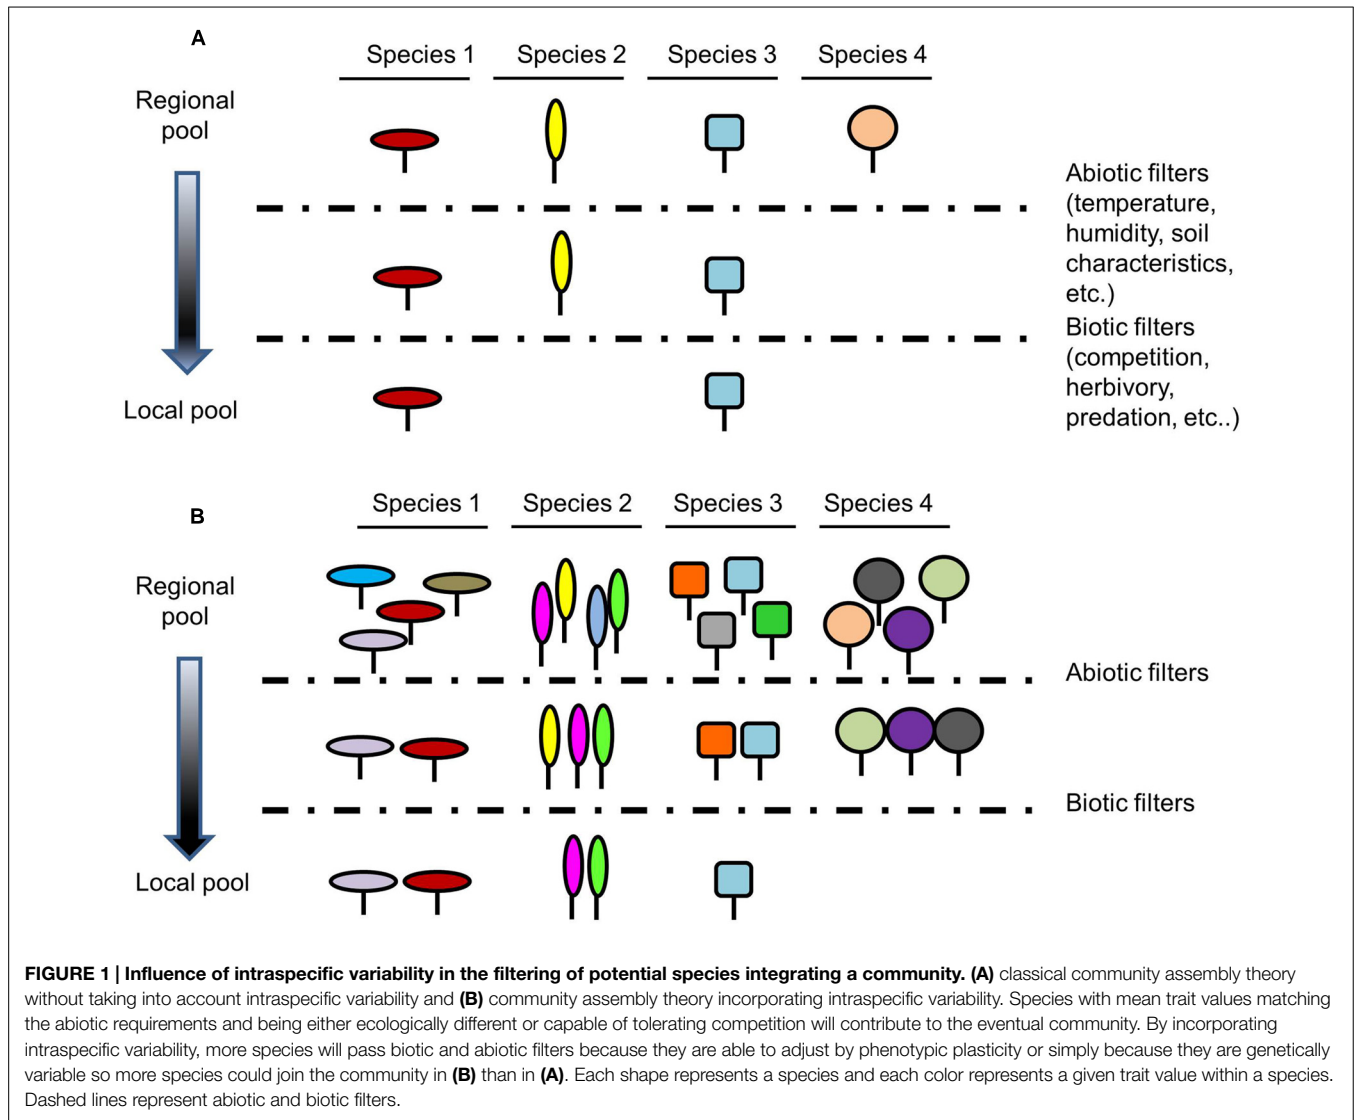 A
Species 1 Species 2 Species 3 Species 4
Regional
pool
Abiotic filters
(temperature,
humidity, soil
characteristics,
etc.)
Biotic filters
(competition,
herbivory,
predation, etc..)
Local pool
B
Species 1 Species 2 Species 3 Species 4
Regional
pool
Abiotic filters
Biotic filters
Local pool
FIGURE 1 | Influence of intraspecific variability in the filtering of potential species integrating a community. (A) classical community assembly theory
without taking into account intraspecific variability and (B) community assembly theory incorporating intraspecific variability. Species with mean trait values matching
the abiotic requirements and being either ecologically different or capable of tolerating competition will contribute to the eventual community. By incorporating
intraspecific variability, more species will pass biotic and abiotic filters because they are able to adjust by phenotypic plasticity or simply because they are genetically
variable so more species could join the community in (B) than in (A). Each shape represents a species and each color represents a given trait value within a species.
Dashed lines represent abiotic and biotic filters.